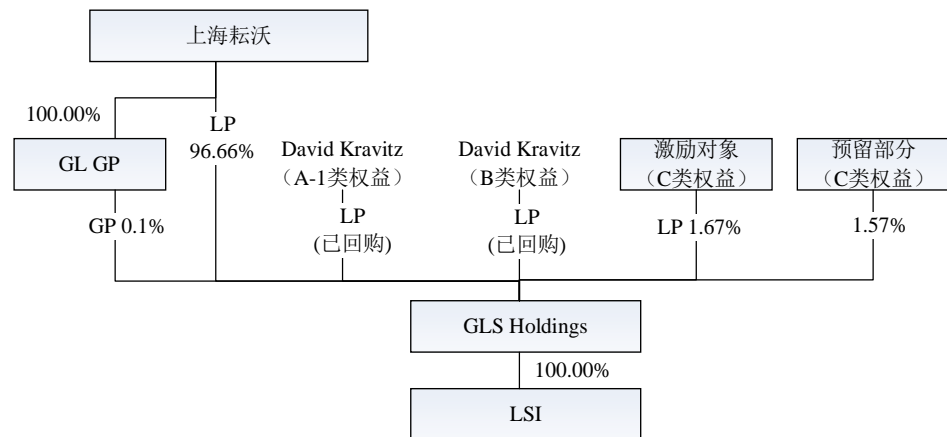 上海耘沃
100.00%
LP
96.66%
GL GP
David Kravitz
（A-1类权益）
David Kravitz
（B类权益）
激励对象
（C类权益）
预留部分
（C类权益）
GP 0.1%
LP
(已回购)
LP
(已回购)
LP 1.67%
1.57%
GLS Holdings
100.00%
LSI